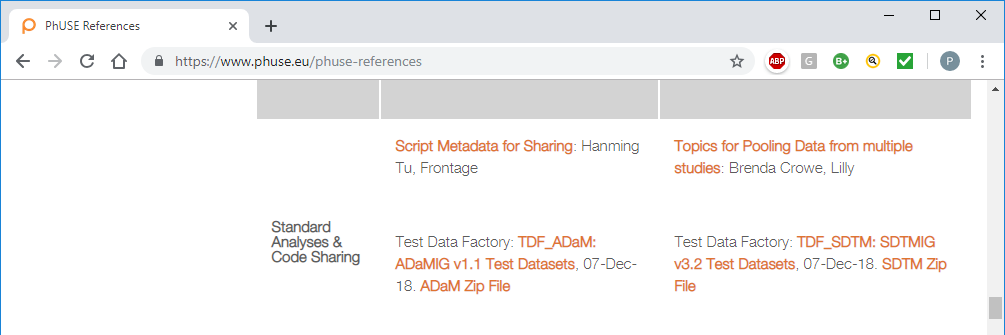 PhUSE References
https://www.phuse.eu/phuse-references
ABP
G
B+
P
Script Metadata for Sharing: Hanming
Tu, Frontage
Topics for Pooling Data from multiple
studies: Brenda Crowe, Lilly
Standard
Analyses &
Code Sharing
Test Data Factory: TDF_ADaM:
ADaMIG v1.1 Test Datasets, 07-Dec-
18. ADaM Zip File
Test Data Factory: TDF_SDTM: SDTMIG
v3.2 Test Datasets, 07-Dec-18. SDTM Zip
File